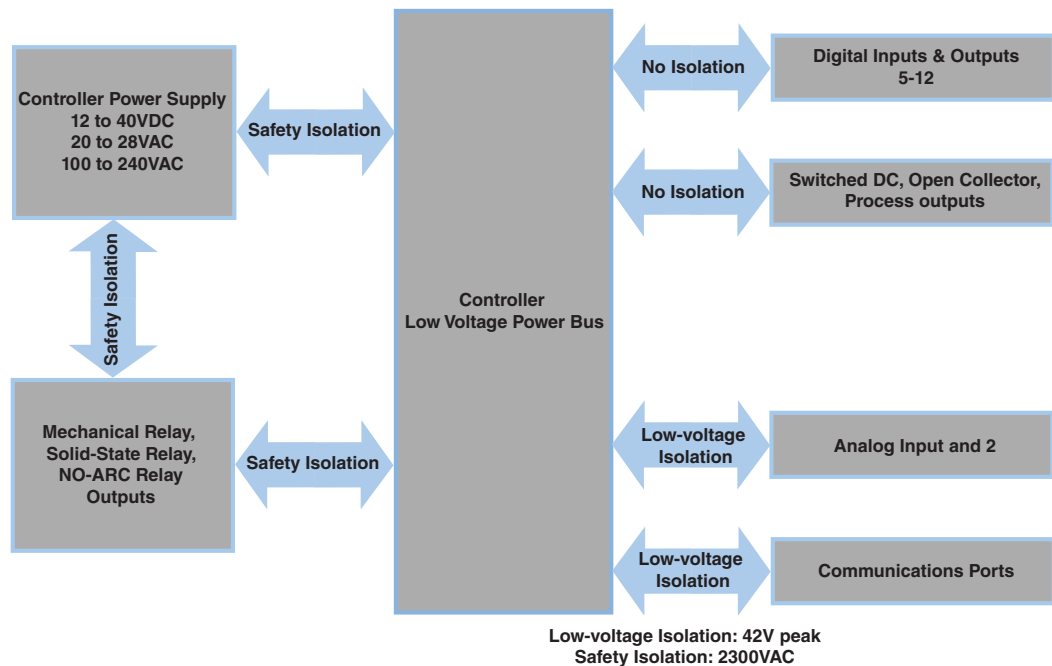 Controller Power Supply
12 to 40VDC
20 to 28VAC
100 to 240VAC
Safety Isolation
Safety Isolation
Mechanical Relay,
Solid-State Relay,
NO-ARC Relay
Outputs
Safety Isolation
Controller
Low Voltage Power Bus
No Isolation
Digital Inputs & Outputs
5-12
No Isolation
Switched DC, Open Collector,
Process outputs
Low-voltage
Isolation
Analog Input and 2
Low-voltage
Isolation
Communications Ports
Low-voltage Isolation: 42V peak
Safety Isolation: 2300VAC